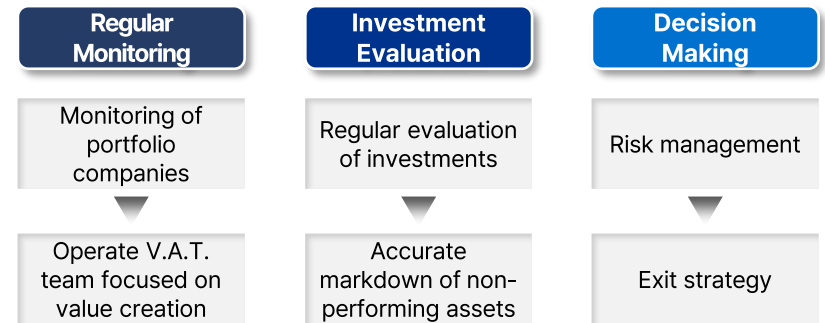 Regular
Monitoring
Investment
Evaluation
Decision
Making
Monitoring of
portfolio
companies
Regular evaluation
of investments
Risk management
Operate V.A.T.
team focused on
value creation
Accurate
markdown of non-
performing assets
Exit strategy